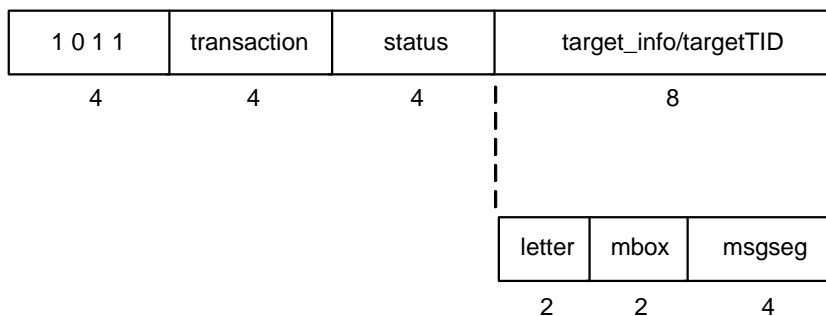 1 0 1 1 transaction status target_info/targetTID
4 4 4 8
letter mbox msgseg
2 2 4